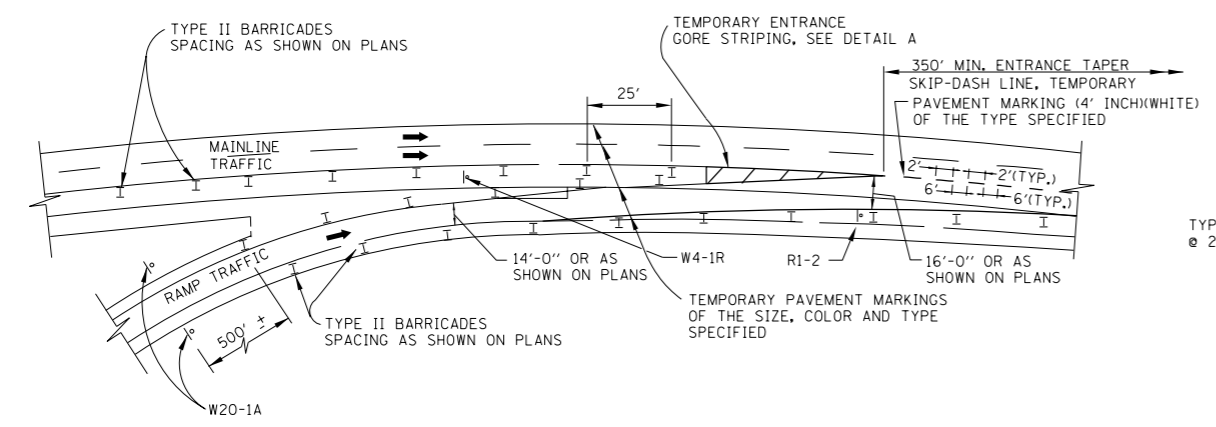 TYPE II BARRICADES
SPACING AS SHOWN ON PLANS
TEMPORARY ENTRANCE
GORE STRIPING, SEE DETAIL A
350' MIN. ENTRANCE TAPER
SKIP-DASH LINE, TEMPORARY
PAVEMENT MARKING (4' INCH)(WHITE)
OF THE TYPE SPECIFIED
25'
MAINLINE
TRAFFIC
2'
2'(TYP.)
6'
6'(TYP.)
TYP
@ 2
RAMP TRAFFIC
14'-0" OR AS
SHOWN ON PLANS
W4-1R
R1-2
16'-0" OR AS
SHOWN ON PLANS
TEMPORARY PAVEMENT MARKINGS
OF THE SIZE, COLOR AND TYPE
SPECIFIED
TYPE II BARRICADES
SPACING AS SHOWN ON PLANS
500' ±
W20-1A